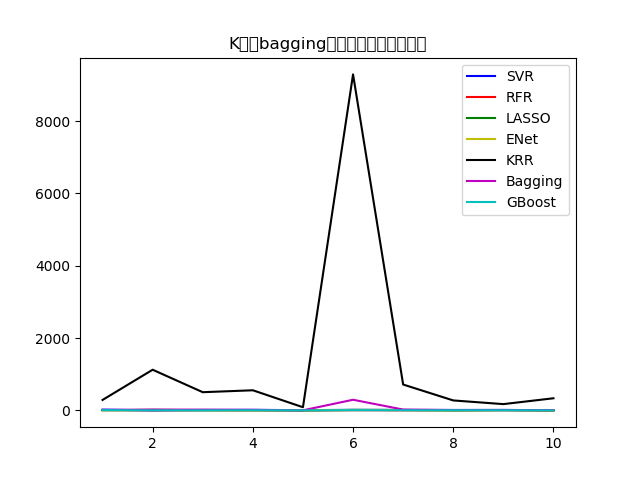 K bagging
SVR
RFR
LASSO
ENet
KRR
Bagging
GBoost
8000
6000
4000
2000
0
2
4
6
8
10